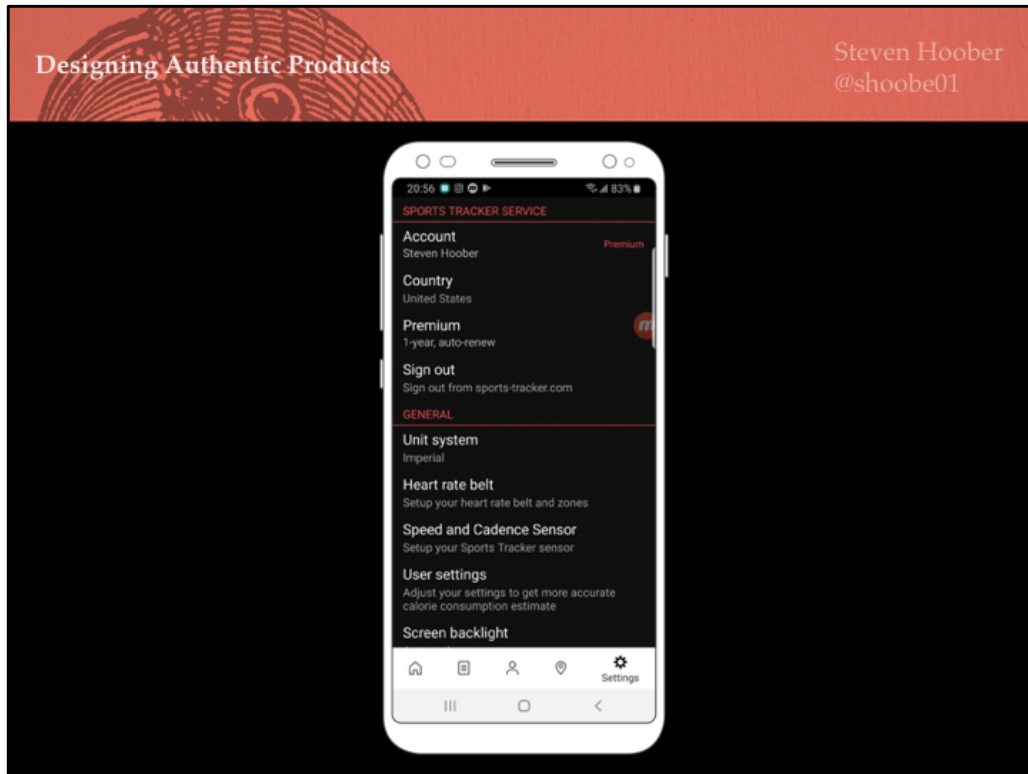 Designing Authentic Products
Steven Hoober
@shoobe01
20:56
83%
SPORTS TRACKER SERVICE
Account
Steven Hoober
Premium
Country
United States
Premium
1-year, auto-renew
Sign out
Sign out from sports-tracker.com
GENERAL
Unit system
Imperial
Heart rate belt
Setup your heart rate belt and zones
Speed and Cadence Sensor
Setup your Sports Tracker sensor
User settings
Adjust your settings to get more accurate
calorie consumption estimate
Screen backlight
Settings